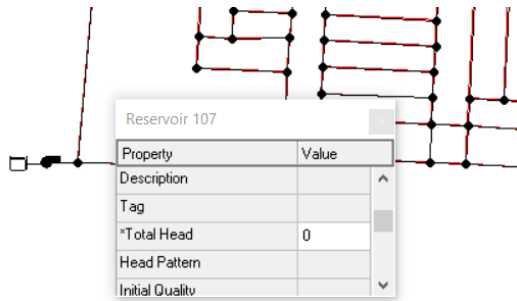 Reservoir 107
Property Value
Description
Tag
*Total Head 0
Head Pattern
Initial Quality